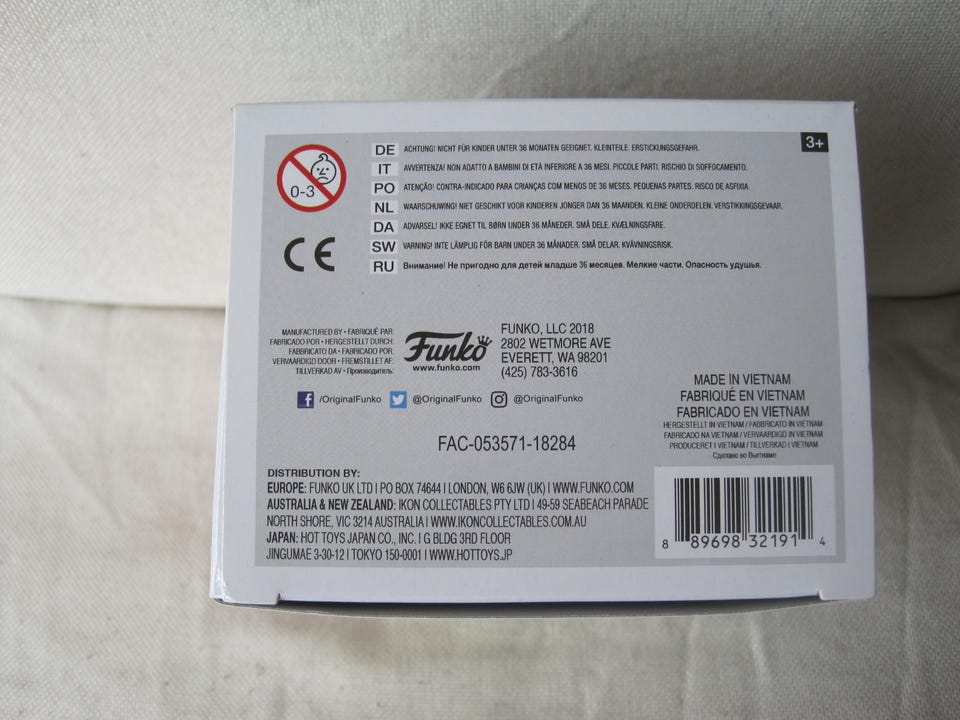 3+
0-3
DE ACHTUNG! NICHT FÜR KINDER UNTER 36 MONATEN GEEIGNET. KLEINTEILE. ERSTICKUNGSGEFAHR.
IT AVVERTENZA! NON ADATTO A BAMBINI DI ETÀ INFERIORE A 36 MESI. PICCOLE PARTI. RISCHIO DI SOFFOCAMENTO.
PO ATENÇÃO! CONTRA-INDICADO PARA CRIANÇAS COM MENOS DE 36 MESES. PEQUENAS PARTES. RISCO DE ASFIXIA.
NL WAARSCHUWING! NIET GESCHIKT VOOR KINDEREN JONGER DAN 36 MAANDEN. KLEINE ONDERDELEN. VERSTIKKINGSGEVAAR.
DA ADVARSEL! IKKE EGNET TIL BØRN UNDER 36 MÅNEDER. SMÅ DELE. KVÆLNINGSFARE.
SW VARNING! INTE LÄMPLIG FÖR BARN UNDER 36 MÅNADER. SMÅ DELAR. KVÄVNINGSRISK.
RU Внимание! Не пригодно для детей младше 36 месяцев. Мелкие части. Опасность удушья.
CE
MANUFACTURED BY • FABRIQUÉ PAR
FABRICADO POR • HERGESTELLT DURCH:
FABBRICATO DA • FABRICADO POR:
VERVAARDIGD DOOR • FREMSTILLET AF:
TILLVERKAD AV • Производитель:
Funko
www.funko.com
FUNKO, LLC 2018
2802 WETMORE AVE
EVERETT, WA 98201
(425) 783-3616
/OriginalFunko @OriginalFunko @OriginalFunko
FAC-053571-18284
MADE IN VIETNAM
FABRIQUÉ EN VIETNAM
FABRICADO EN VIETNAM
HERGESTELLT IN VIETNAM / FABBRICATO IN VIETNAM
FABRICADO NA VIETNAM / VERVAARDIGD IN VIETNAM
PRODUCERET I VIETNAM / TILLVERKAD I VIETNAM
Сделано во Вьетнаме
DISTRIBUTION BY:
EUROPE: FUNKO UK LTD I PO BOX 74644 I LONDON, W6 6JW (UK) I WWW.FUNKO.COM
AUSTRALIA & NEW ZEALAND: IKON COLLECTABLES PTY LTD I 49-59 SEABEACH PARADE
NORTH SHORE, VIC 3214 AUSTRALIA I WWW.IKONCOLLECTABLES.COM.AU
JAPAN: HOT TOYS JAPAN CO., INC. I G BLDG 3RD FLOOR
JINGUMAE 3-30-12 I TOKYO 150-0001 I WWW.HOTTOYS.JP
8 89698 32191 4